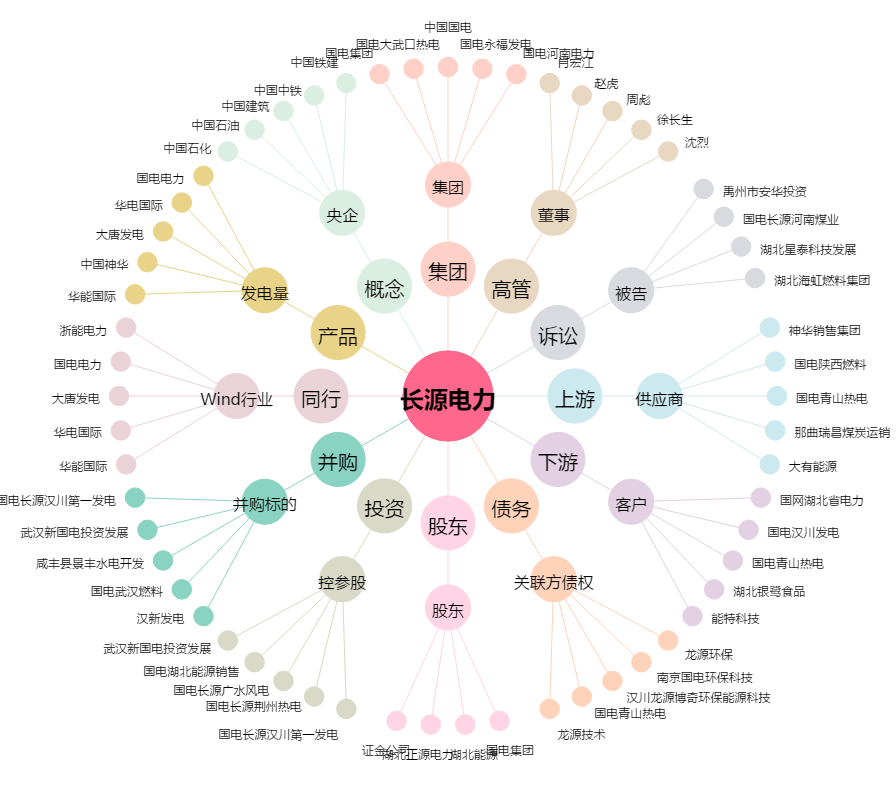 中国国电
国电大武口热电
国电永福发电
国电集团
国电河南电力
中国铁建
肖宏江
中国中铁
赵虎
中国建筑
周彪
中国石油
徐长生
中国石化
沈烈
集团
国电电力
禹州市安华投资
华电国际
央企
董事
国电长源河南煤业
大唐发电
湖北星泰科技发展
中国神华
集团
湖北海虹燃料集团
概念
高管
发电量
被告
华能国际
浙能电力
产品
诉讼
神华销售集团
国电电力
国电陕西燃料
大唐发电
Wind行业
同行
长源电力
上游
供应商
国电青山热电
华电国际
那曲瑞昌煤炭运销
华能国际
并购
下游
大有能源
国电长源汉川第一发电
并购标的
投资
股东
债务
客户
国网湖北省电力
武汉新国电投资发展
国电汉川发电
咸丰县景丰水电开发
国电青山热电
国电武汉燃料
控参股
关联方债权
湖北银鹭食品
汉新发电
股东
能特科技
武汉新国电投资发展
龙源环保
国电湖北能源销售
南京国电环保科技
国电长源广水风电
汉川龙源博奇环保能源科技
国电长源荆州热电
国电青山热电
国电长源汉川第一发电
龙源技术
证金公司
湖北正源电力
湖北能源
国电集团